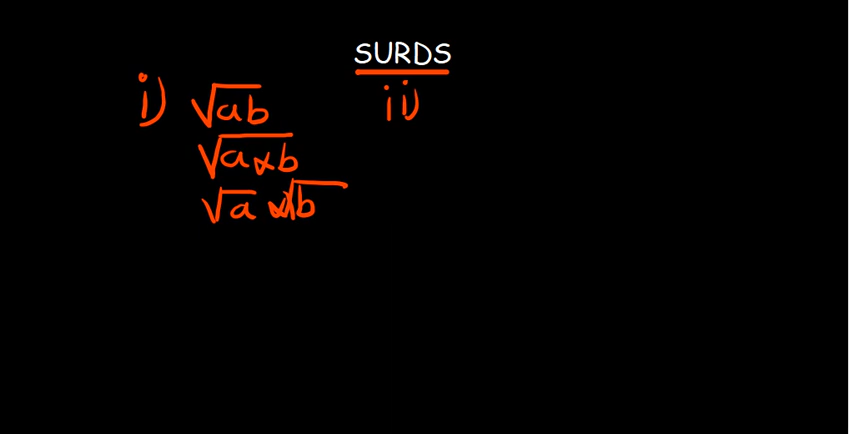 SURDS
i) √ab
√a×b
√a ×√b
ii)